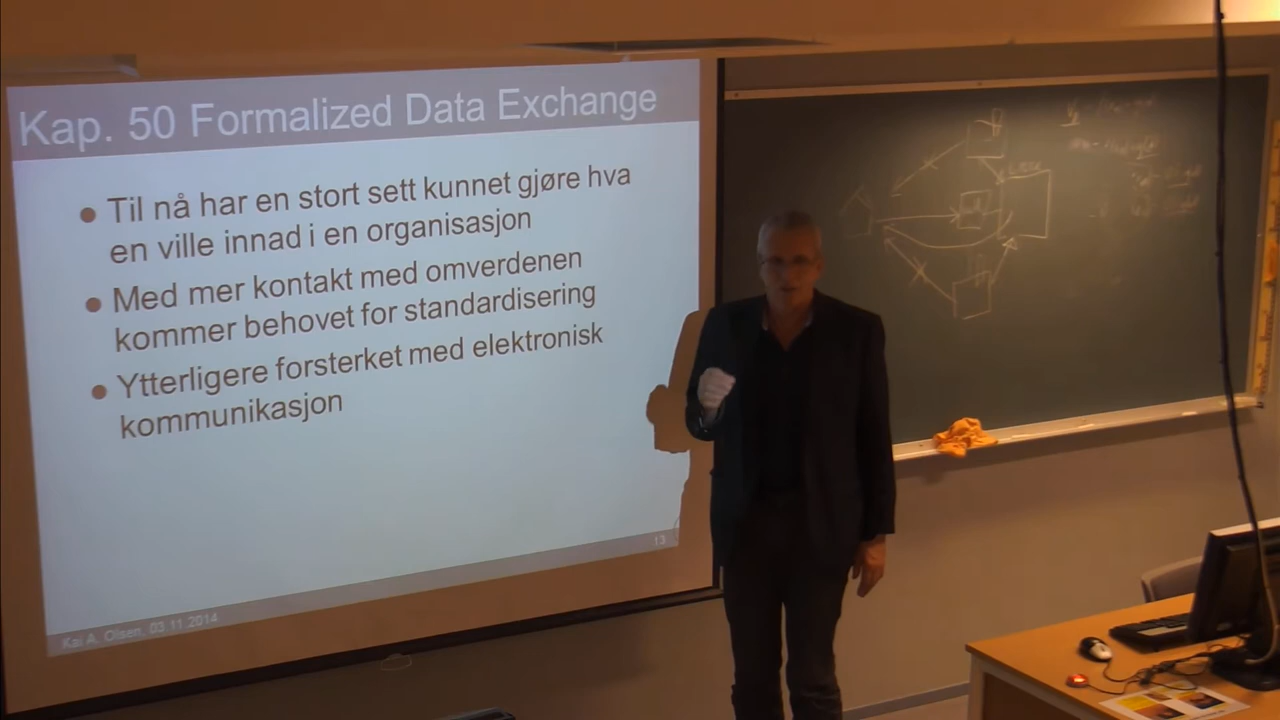 Kap. 50 Formalized Data Exchange
Til nå har en stort sett kunnet gjøre hva
en ville innad i en organisasjon
Med mer kontakt med omverdenen
kommer behovet for standardisering
Ytterligere forsterket med elektronisk
kommunikasjon
13
Kai A. Olsen, 03.11.2014